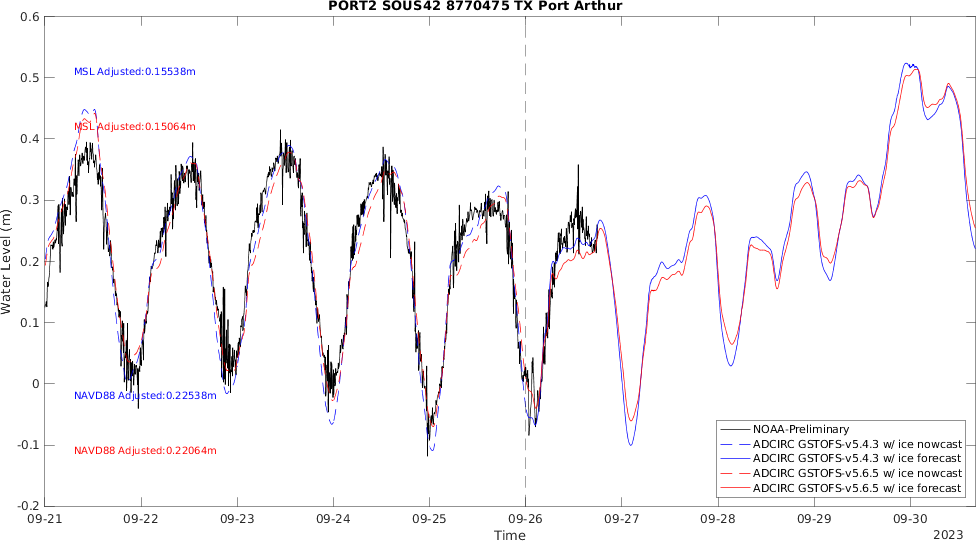 PORT2 SOUS42 8770475 TX Port Arthur
0.6
0.5
0.4
0.3
0.2
0.1
0
-0.1
-0.2
Water Level (m)
MSL Adjusted:0.15538m
MSL Adjusted:0.15064m
NAVD88 Adjusted:0.22538m
NAVD88 Adjusted:0.22064m
NOAA-Preliminary
ADCIRC GSTOFS-v5.4.3 w/ ice nowcast
ADCIRC GSTOFS-v5.4.3 w/ ice forecast
ADCIRC GSTOFS-v5.6.5 w/ ice nowcast
ADCIRC GSTOFS-v5.6.5 w/ ice forecast
09-21 09-22 09-23 09-24 09-25 09-26 09-27 09-28 09-29 09-30
Time
2023